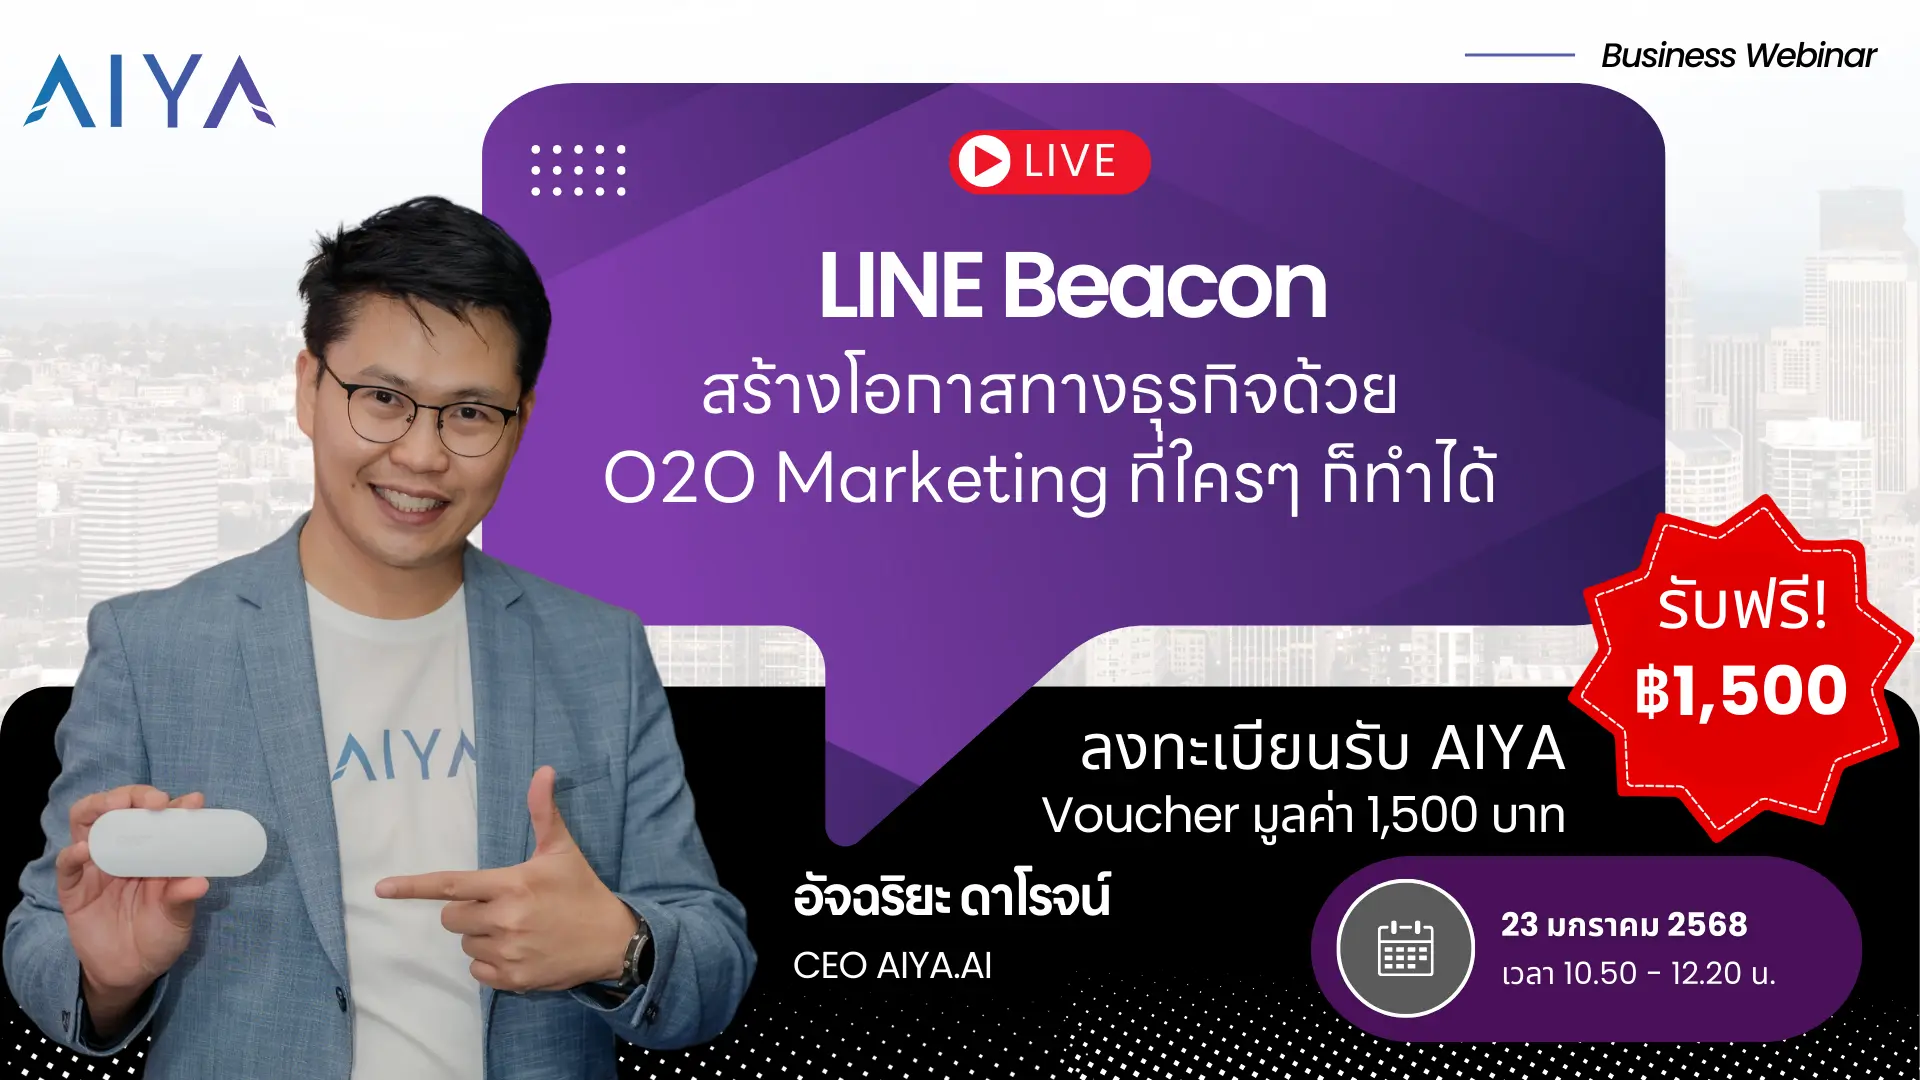 AIYA
Business Webinar
LIVE
LINE Beacon
สร้างโอกาสทางธุรกิจด้วย
O2O Marketing ที่ใครๆ ก็ทำได้
รับฟรี!
฿1,500
ลงทะเบียนรับ AIYA
Voucher มูลค่า 1,500 บาท
AIYA
อัจฉริยะ ดาโรจน์
CEO AIYA.AI
23 มกราคม 2568
เวลา 10.50 - 12.20 น.